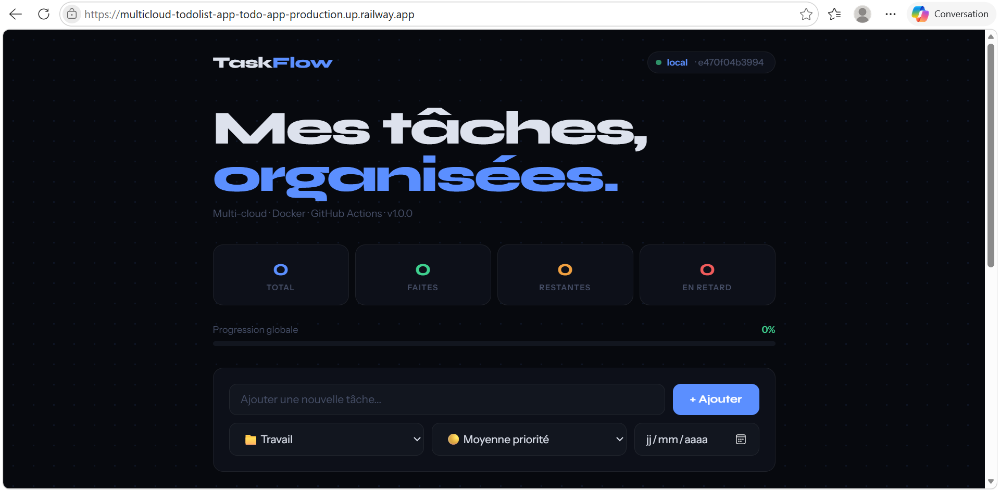 https://multicloud-todolist-app-todo-app-production.up.railway.app
Conversation
TaskFlow
local · e470f04b3994
Mes tâches,
organisées.
Multi-cloud · Docker · GitHub Actions · v1.0.0
0
TOTAL
0
FAITES
0
RESTANTES
0
EN RETARD
Progression globale
0%
Ajouter une nouvelle tâche...
+ Ajouter
Travail
Moyenne priorité
jj/mm/aaaa